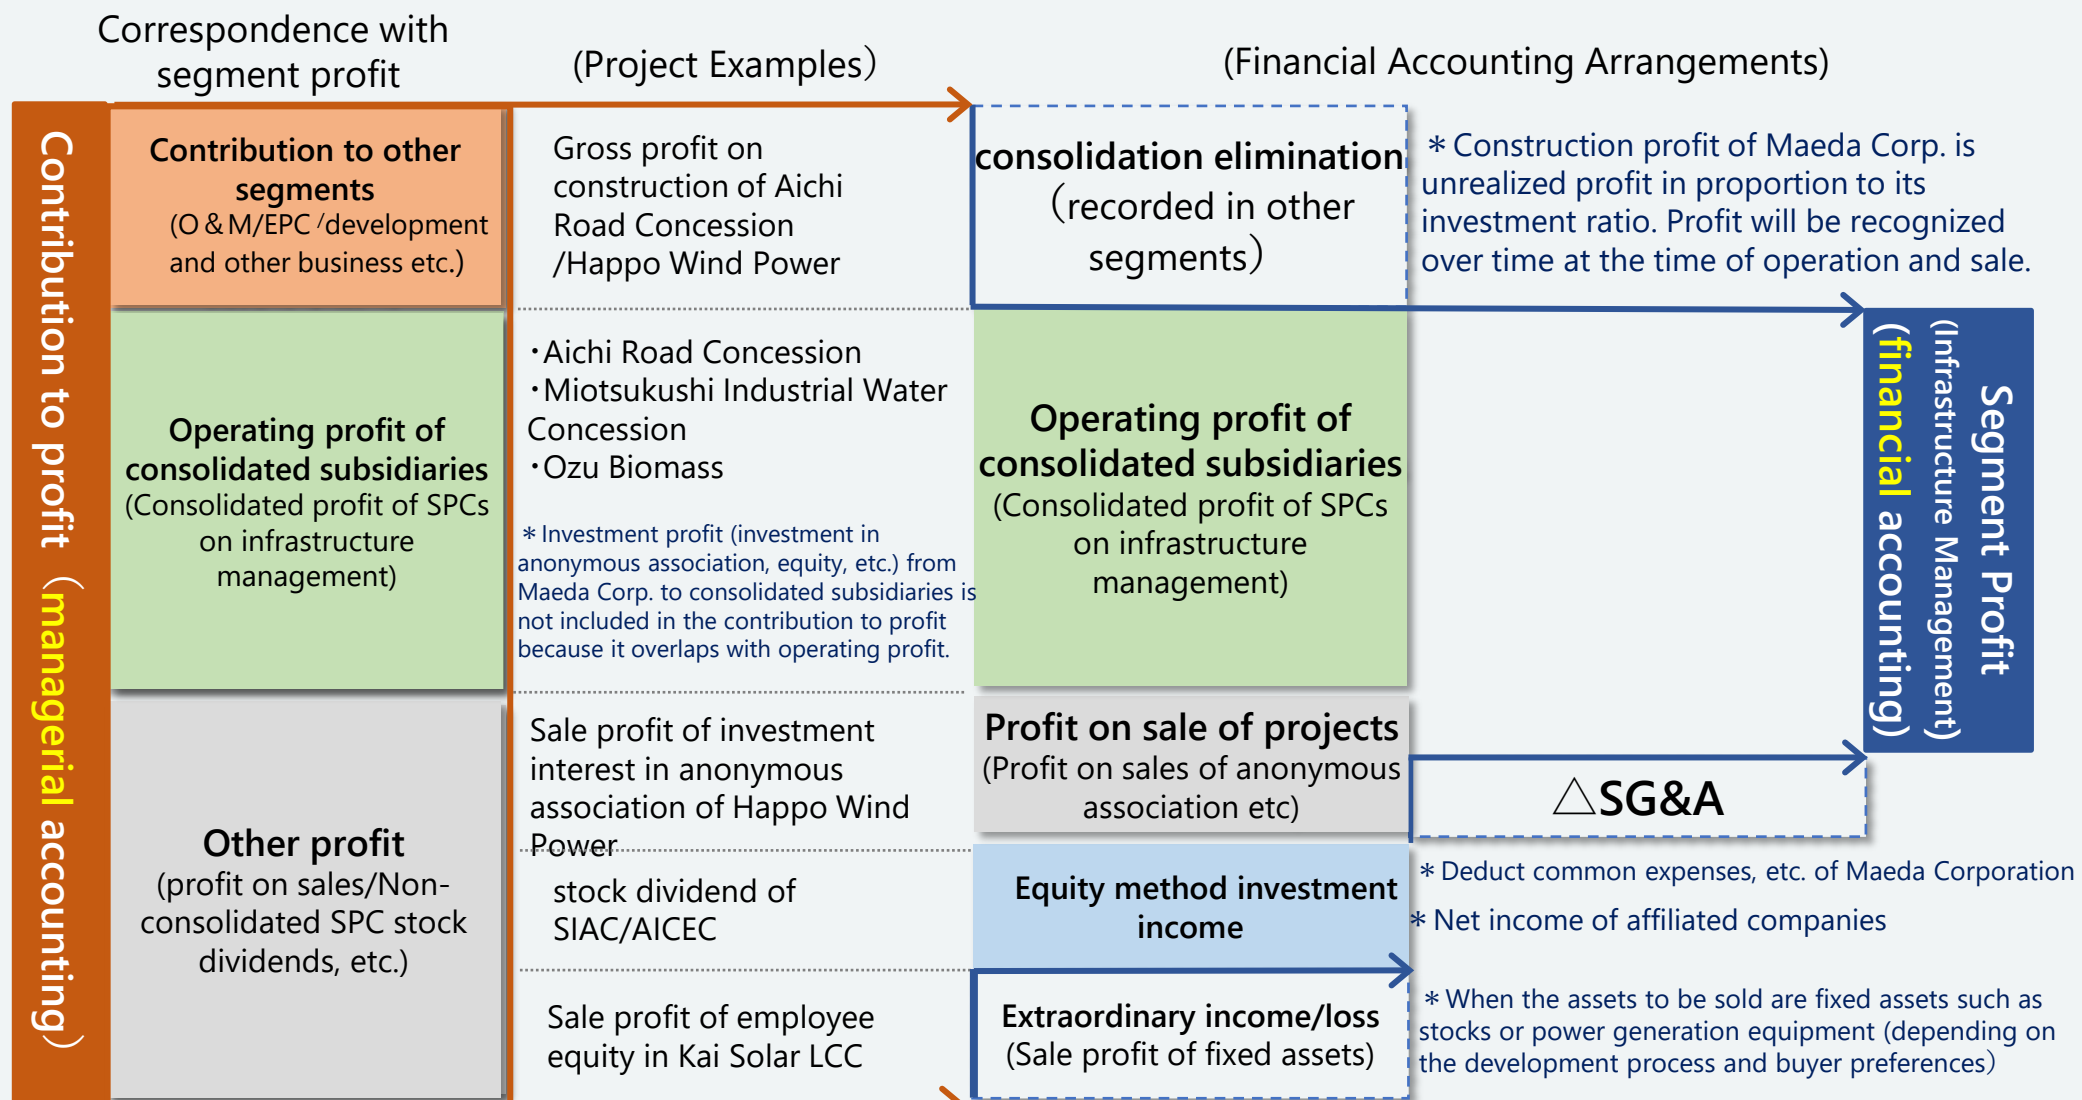 Correspondence with
segment profit
(Project Examples）
(Financial Accounting Arrangements)
Contribution to profit （managerial accounting）
Contribution to other
segments
(O＆M/EPC /development
and other business etc.)
Gross profit on
construction of Aichi
Road Concession
/Happo Wind Power
consolidation elimination
（recorded in other
segments）
＊Construction profit of Maeda Corp. is
unrealized profit in proportion to its
investment ratio. Profit will be recognized
over time at the time of operation and sale.
Operating profit of
consolidated subsidiaries
(Consolidated profit of SPCs
on infrastructure
management)
・Aichi Road Concession
・Miotsukushi Industrial Water
Concession
・Ozu Biomass
＊Investment profit (investment in
anonymous association, equity, etc.) from
Maeda Corp. to consolidated subsidiaries is
not included in the contribution to profit
because it overlaps with operating profit.
Operating profit of
consolidated subsidiaries
(Consolidated profit of SPCs
on infrastructure
management)
Segment Profit
(Infrastructure Management)
(financial accounting)
Other profit
(profit on sales/Non-
consolidated SPC stock
dividends, etc.)
Sale profit of investment
interest in anonymous
association of Happo Wind
Power
Profit on sale of projects
(Profit on sales of anonymous
association etc)
△SG&A
stock dividend of
SIAC/AICEC
Equity method investment
income
＊Deduct common expenses, etc. of Maeda Corporation
＊Net income of affiliated companies
Sale profit of employee
equity in Kai Solar LCC
Extraordinary income/loss
(Sale profit of fixed assets)
＊When the assets to be sold are fixed assets such as
stocks or power generation equipment (depending on
the development process and buyer preferences）